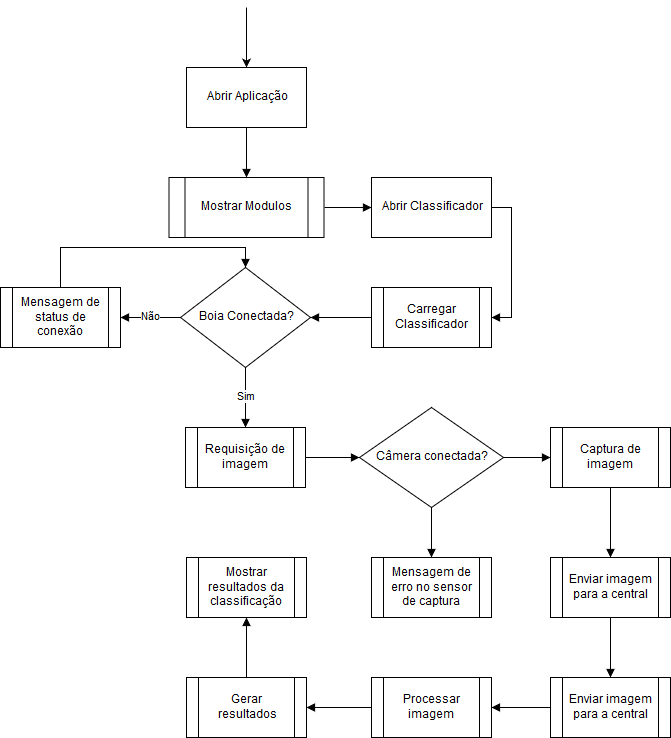 Abrir Aplicação
Mostrar Modulos
Abrir Classificador
Mensagem de
status de
conexão
Não
Boia Conectada?
Carregar
Classificador
Sim
Requisição de
imagem
Câmera conectada?
Captura de
imagem
Mostrar
resultados da
classificação
Mensagem de
erro no sensor
de captura
Enviar imagem
para a central
Gerar
resultados
Processar
imagem
Enviar imagem
para a central